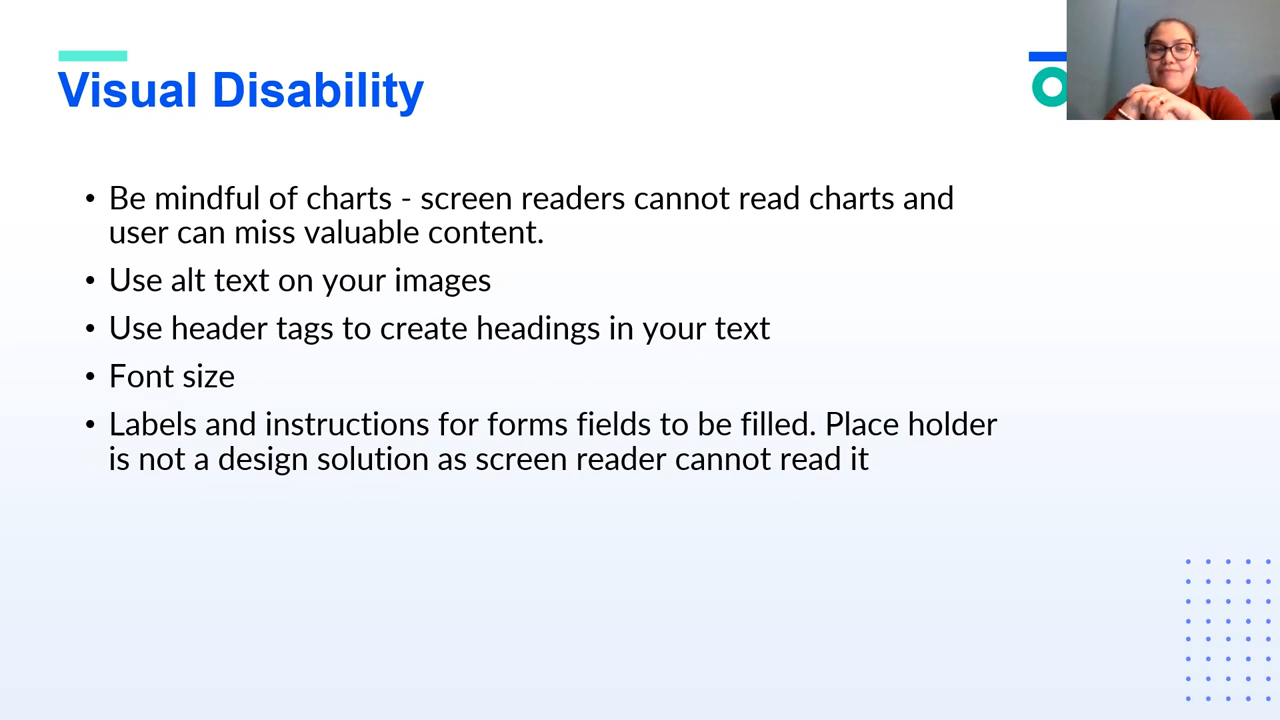 Visual Disability
• Be mindful of charts - screen readers cannot read charts and
user can miss valuable content.
• Use alt text on your images
• Use header tags to create headings in your text
• Font size
• Labels and instructions for forms fields to be filled. Place holder
is not a design solution as screen reader cannot read it